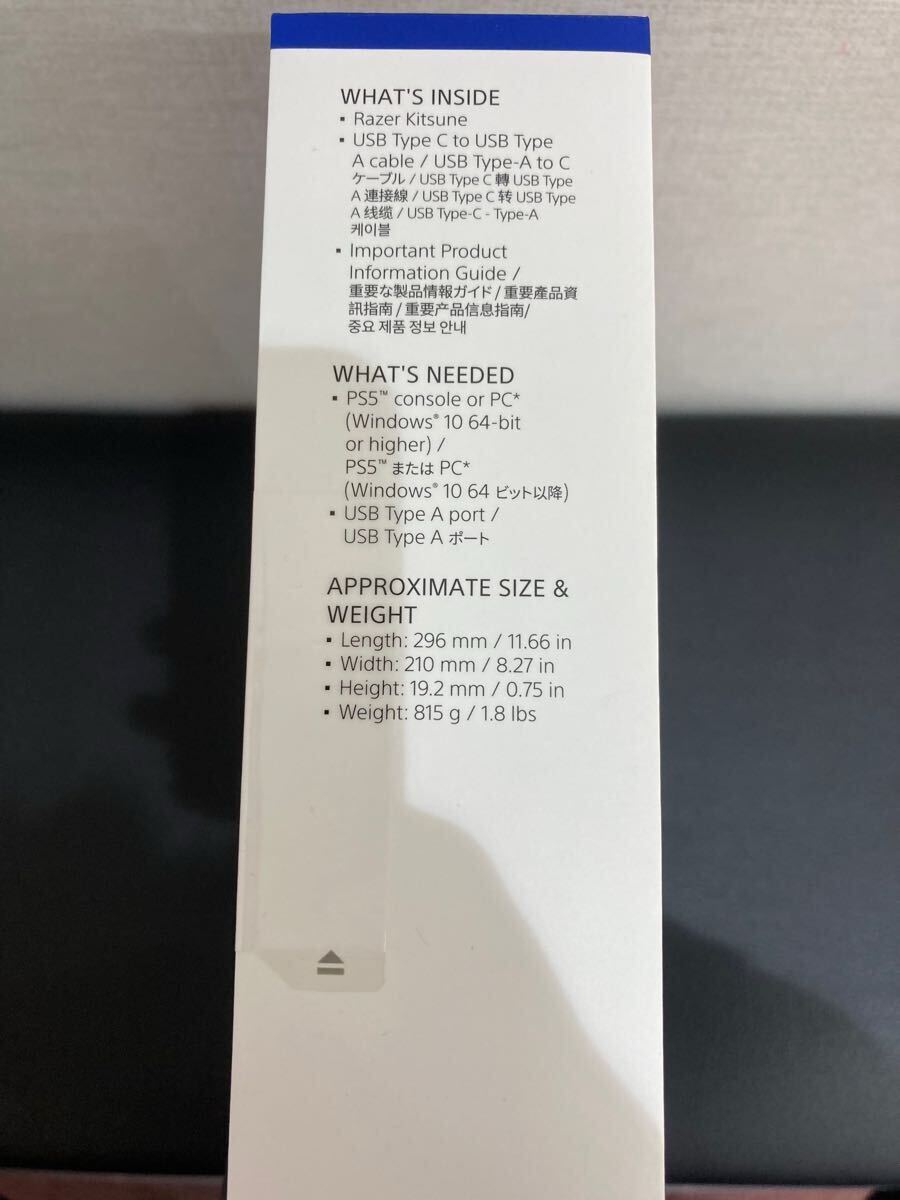 WHAT'S INSIDE
▪ Razer Kitsune
▪ USB Type C to USB Type
A cable / USB Type-A to C
ケーブル / USB Type C 轉 USB Type
A 連接線 / USB Type C 转 USB Type
A 线缆 / USB Type-C - Type-A
케이블
▪ Important Product
Information Guide /
重要な製品情報ガイド / 重要產品資
訊指南 / 重要产品信息指南/
중요 제품 정보 안내
WHAT'S NEEDED
▪ PS5™ console or PC*
(Windows® 10 64-bit
or higher) /
PS5™ または PC*
(Windows® 10 64 ビット以降)
▪ USB Type A port /
USB Type A ポート
APPROXIMATE SIZE &
WEIGHT
▪ Length: 296 mm / 11.66 in
▪ Width: 210 mm / 8.27 in
▪ Height: 19.2 mm / 0.75 in
▪ Weight: 815 g / 1.8 lbs